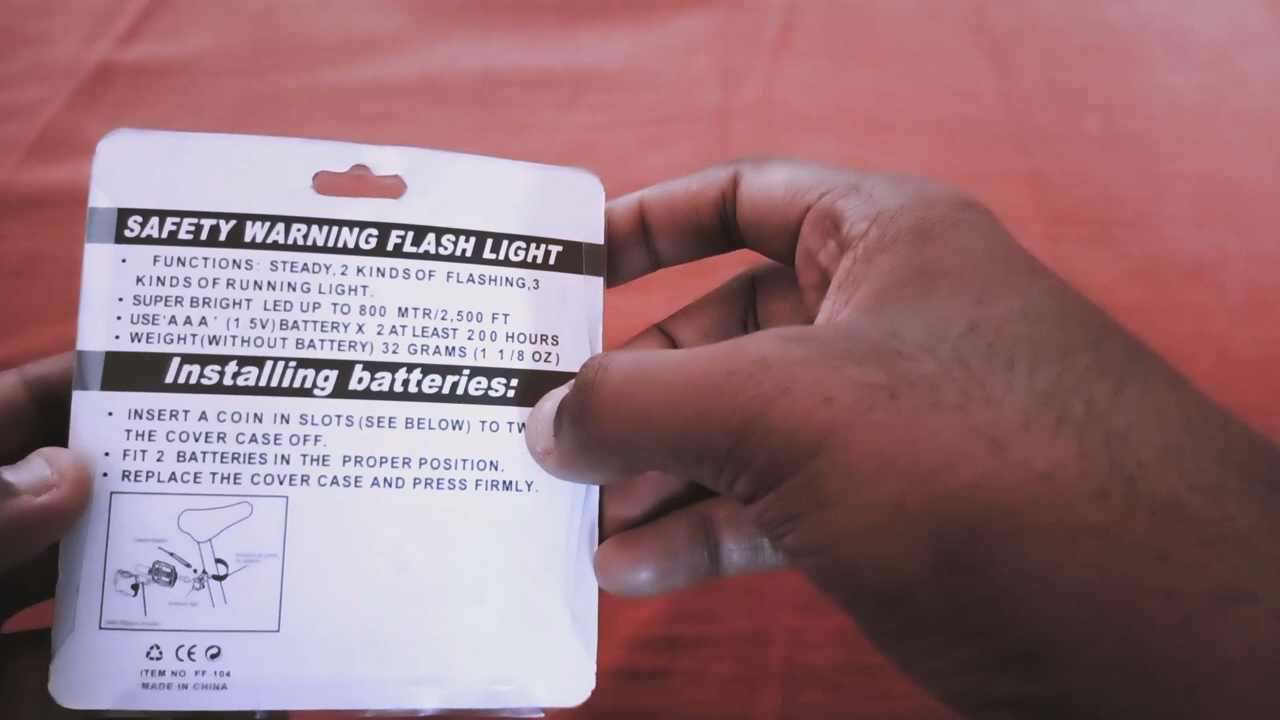 SAFETY WARNING FLASH LIGHT
• FUNCTIONS: STEADY, 2 KINDS OF FLASHING, 3
KINDS OF RUNNING LIGHT.
• SUPER BRIGHT LED UP TO 800 MTR/2,500 FT
• USE 'AAA' (1.5V) BATTERY X 2 AT LEAST 200 HOURS
• WEIGHT (WITHOUT BATTERY) 32 GRAMS (1 1/8 OZ)
Installing batteries:
• INSERT A COIN IN SLOTS (SEE BELOW) TO
THE COVER CASE OFF.
• FIT 2 BATTERIES IN THE PROPER POSITION.
• REPLACE THE COVER CASE AND PRESS FIRMLY.
CE
ITEM NO. FF-104
MADE IN CHINA